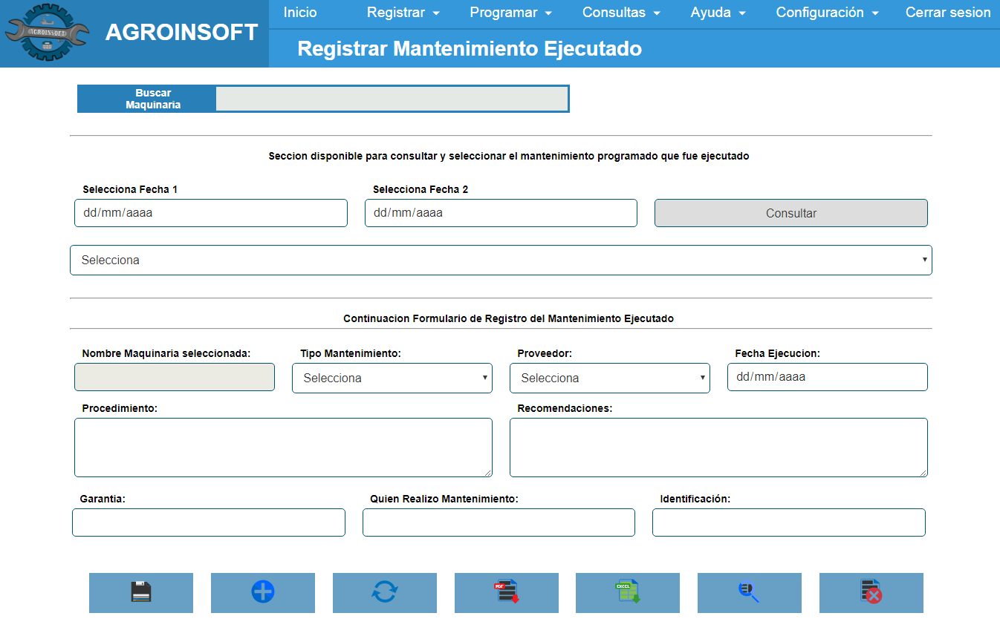 Inicio Registrar Programar Consultas Ayuda Configuración Cerrar sesion
AGROINSOFT
AGROINSOFT
Registrar Mantenimiento Ejecutado
Buscar
Maquinaria
Seccion disponible para consultar y seleccionar el mantenimiento programado que fue ejecutado
Selecciona Fecha 1 Selecciona Fecha 2
dd/mm/aaaa dd/mm/aaaa Consultar
Selecciona
Continuacion Formulario de Registro del Mantenimiento Ejecutado
Nombre Maquinaria seleccionada: Tipo Mantenimiento: Proveedor: Fecha Ejecucion:
Selecciona Selecciona dd/mm/aaaa
Procedimiento: Recomendaciones:
Garantia: Quien Realizo Mantenimiento: Identificación:
PDF EXCEL